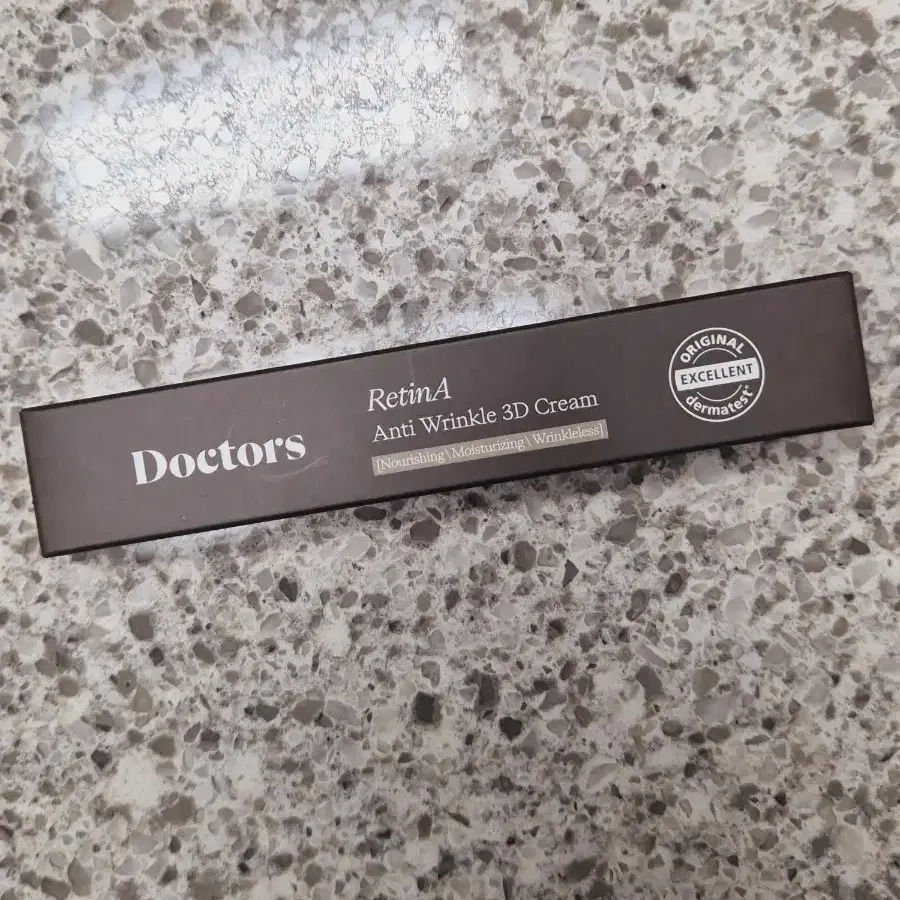 Doctors
RetinA
Anti Wrinkle 3D Cream
[Nourishing\Moisturizing\Wrinkleless]
ORIGINAL
EXCELLENT
dermatest®